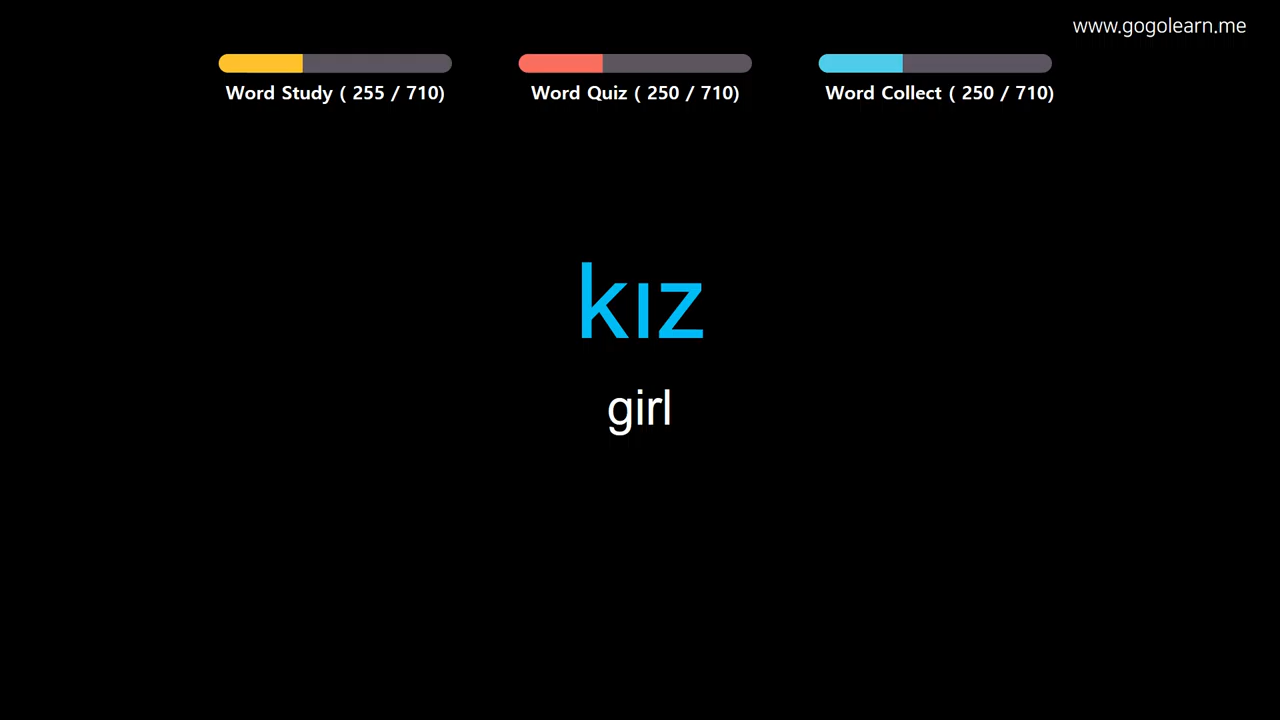 www.gogolearn.me
Word Study ( 255 / 710)
Word Quiz ( 250 / 710)
Word Collect ( 250 / 710)
kız
girl